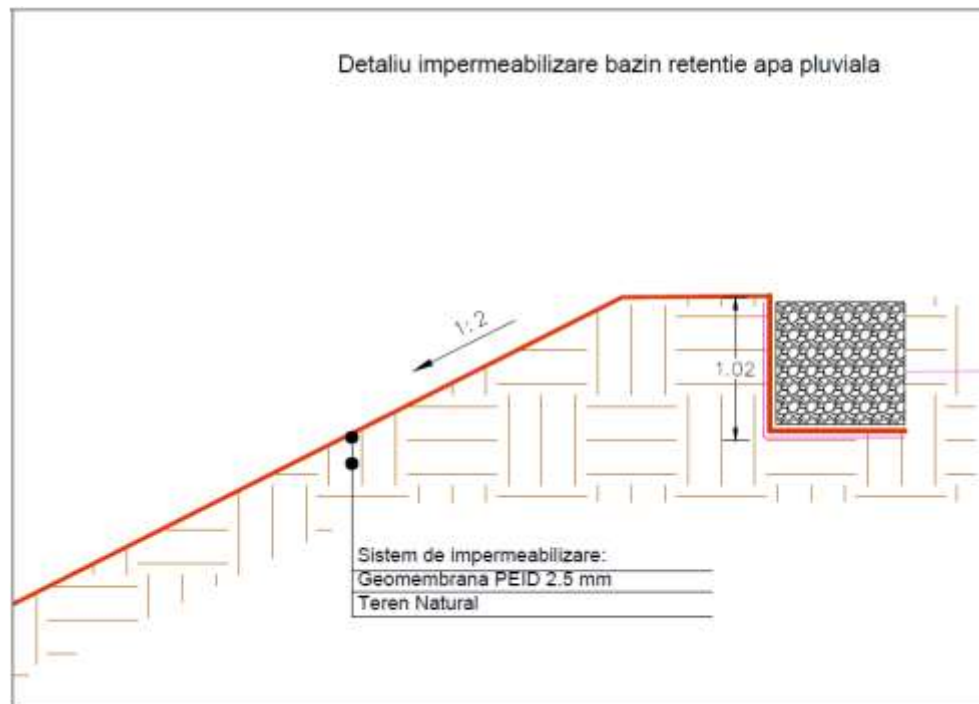 Detaliu impermeabilizare bazin retentie apa pluviala
1:2
1.02
Sistem de impermeabilizare:
Geomembrana PEID 2.5 mm
Teren Natural